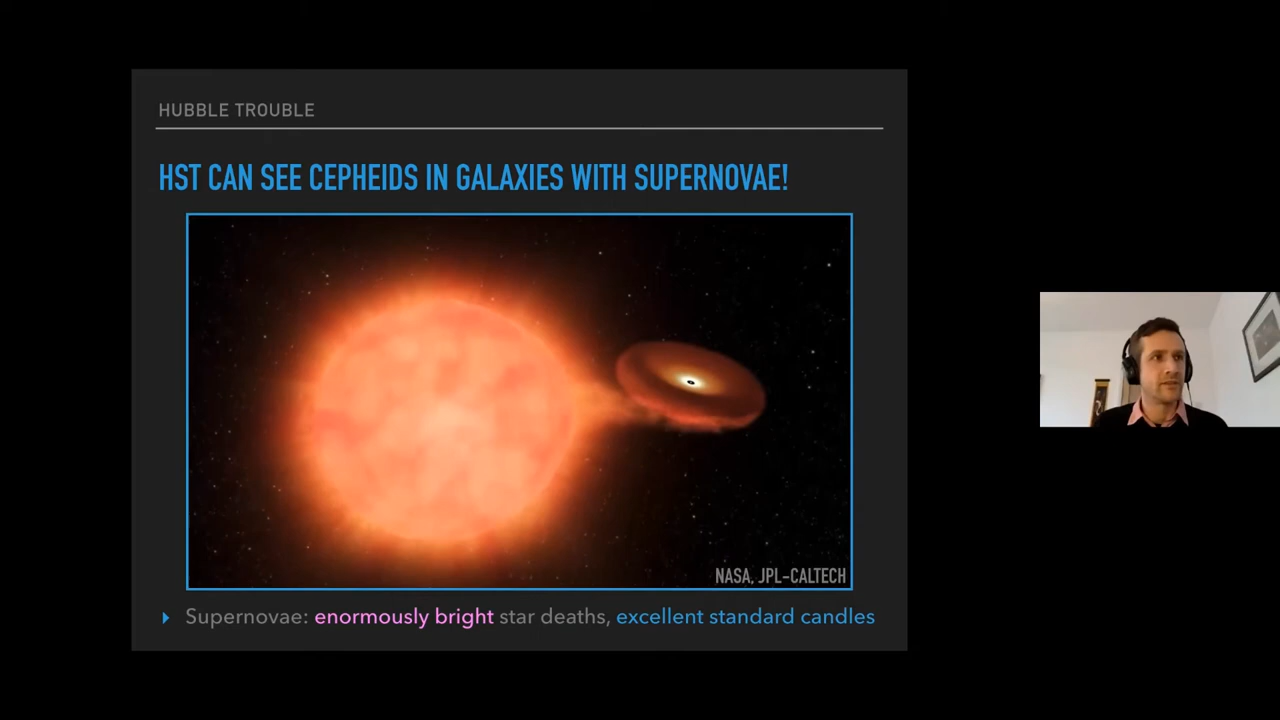 HUBBLE TROUBLE
HST CAN SEE CEPHEIDS IN GALAXIES WITH SUPERNOVAE!
NASA, JPL-CALTECH
Supernovae: enormously bright star deaths, excellent standard candles